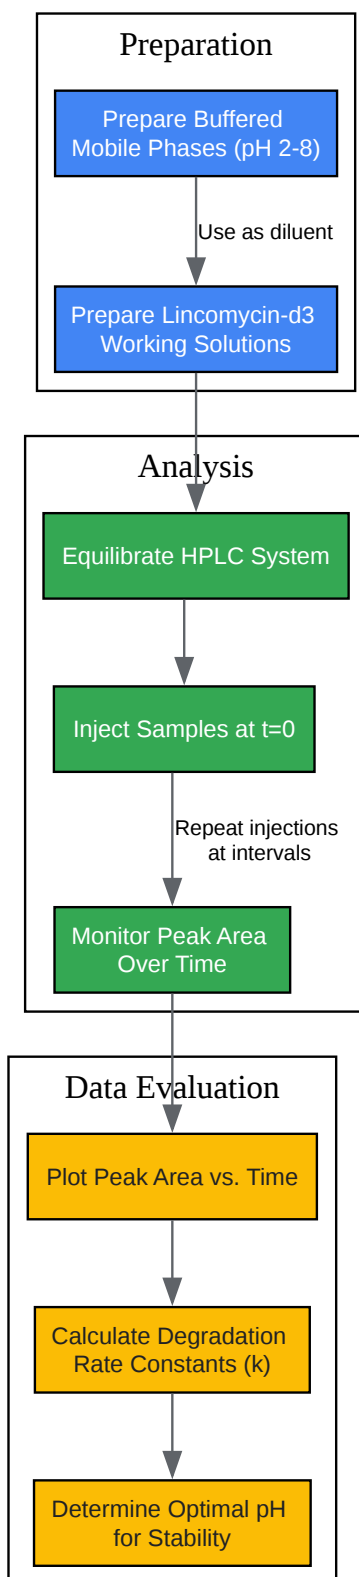 Preparation
Prepare Buffered
Mobile Phases (pH 2-8)
Use as diluent
Prepare Lincomycin-d3
Working Solutions
Analysis
Equilibrate HPLC System
Inject Samples at t=0
Repeat injections
at intervals
Monitor Peak Area
Over Time
Data Evaluation
Plot Peak Area vs. Time
Calculate Degradation
Rate Constants (k)
Determine Optimal pH
for Stability